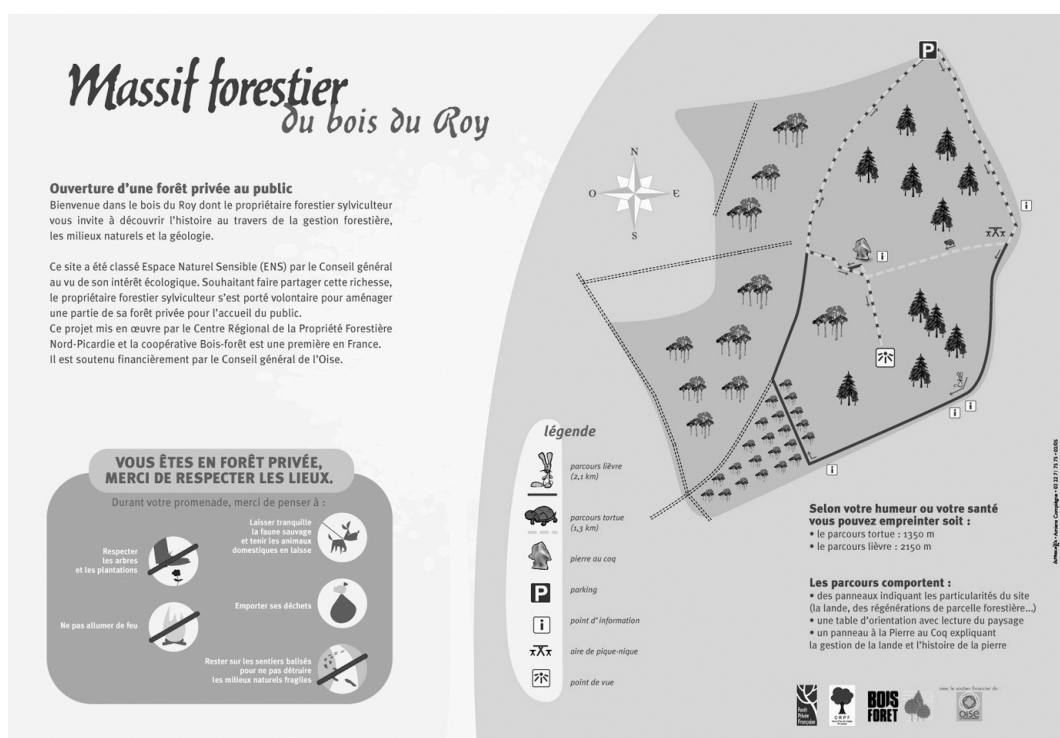 Massif forestier
du bois du Roy
Ouverture d'une forêt privée au public
Bienvenue dans le bois du Roy dont le propriétaire forestier sylviculteur
vous invite à découvrir l'histoire au travers de la gestion forestière,
les milieux naturels et la géologie.
Ce site a été classé Espace Naturel Sensible (ENS) par le Conseil général
au vu de son intérêt écologique. Souhaitant faire partager cette richesse,
le propriétaire forestier sylviculteur s'est porté volontaire pour aménager
une partie de sa forêt privée pour l'accueil du public.
Ce projet mis en œuvre par le Centre Régional de la Propriété Forestière
Nord-Picardie et la coopérative Bois-forêt est une première en France.
Il est soutenu financièrement par le Conseil général de l'Oise.
VOUS ÊTES EN FORÊT PRIVÉE,
MERCI DE RESPECTER LES LIEUX.
Durant votre promenade, merci de penser à :
Respecter
les arbres
et les plantations
Ne pas allumer de feu
Laisser tranquille
la faune sauvage
et tenir les animaux
domestiques en laisse
Emporter ses déchets
Rester sur les sentiers balisés
pour ne pas détruire
les milieux naturels fragiles
N
O
E
S
P
i
i
i
i
i
légende
parcours lièvre
(2,1 km)
parcours tortue
(1,3 km)
pierre au coq
P
parking
i
point d'information
aire de pique-nique
point de vue
Selon votre humeur ou votre santé
vous pouvez empreinter soit :
• le parcours tortue : 1350 m
• le parcours lièvre : 2150 m
Les parcours comportent :
• des panneaux indiquant les particularités du site
(la lande, des régénérations de parcelle forestière...)
• une table d'orientation avec lecture du paysage
• un panneau à la Pierre au Coq expliquant
la gestion de la lande et l'histoire de la pierre
Forêt
Privée
Française
CRPF
BOIS
FORET
avec le soutien financier de :
OISE